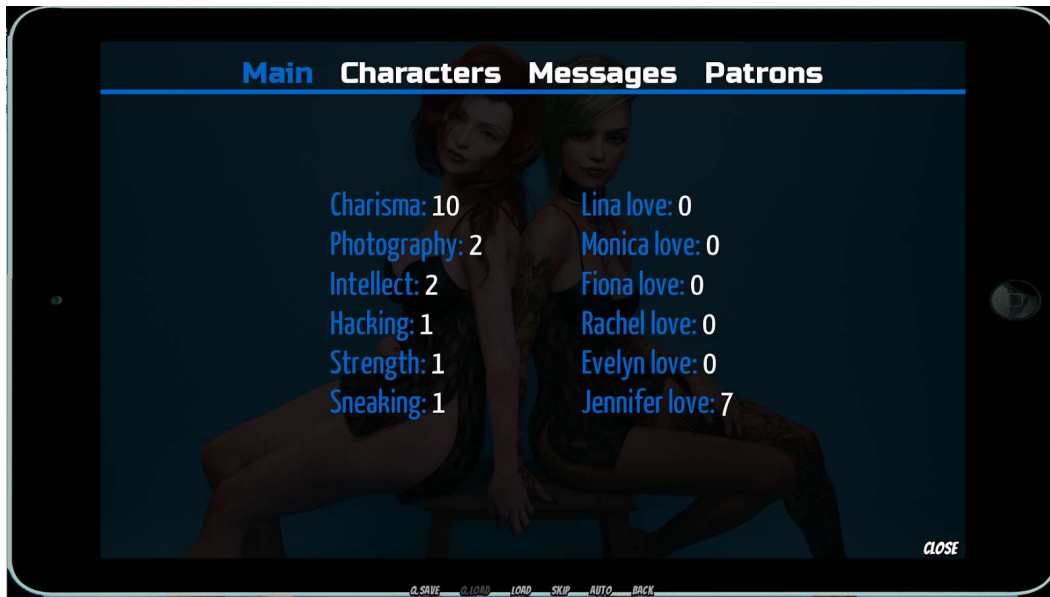 Main Characters Messages Patrons
Charisma: 10
Photography: 2
Intellect: 2
Hacking: 1
Strength: 1
Sneaking: 1
Lina love: 0
Monica love: 0
Fiona love: 0
Rachel love: 0
Evelyn love: 0
Jennifer love: 7
CLOSE
Q.SAVE Q.LOAD LOAD SKIP AUTO BACK